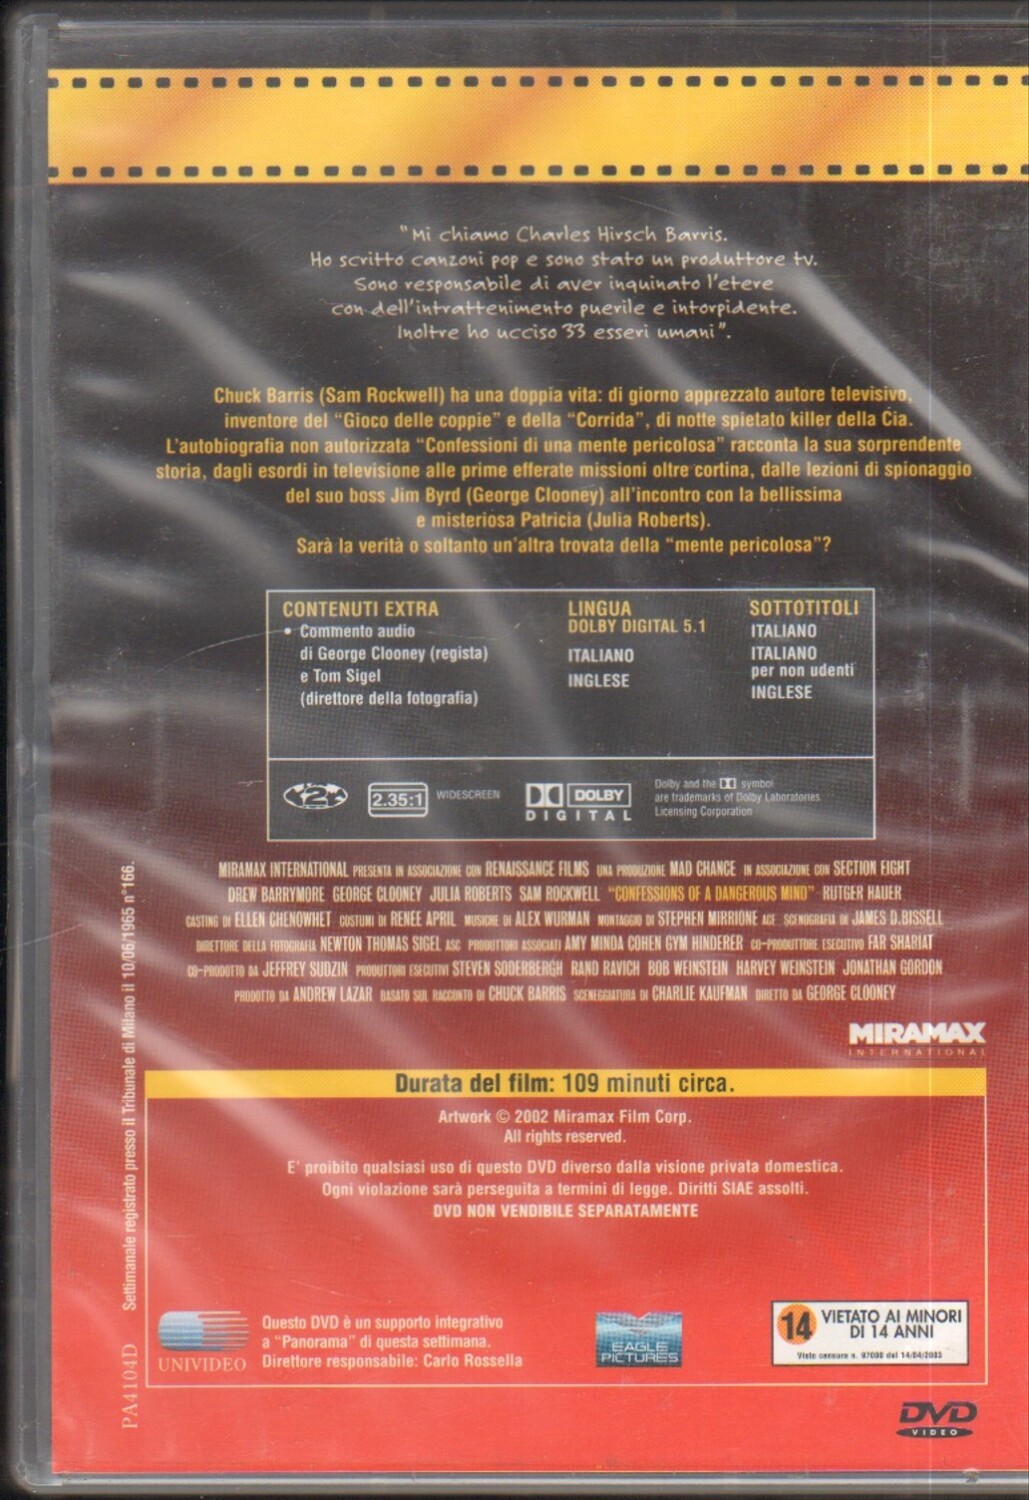 "Mi chiamo Charles Hirsch Barris.
Ho scritto canzoni pop e sono stato un produttore tv.
Sono responsabile di aver inquinato l'etere
con dell'intrattenimento puerile e intorpidente.
Inoltre ho ucciso 33 esseri umani".
Chuck Barris (Sam Rockwell) ha una doppia vita: di giorno apprezzato autore televisivo,
inventore del "Gioco delle coppie" e della "Corrida", di notte spietato killer della Cia.
L'autobiografia non autorizzata "Confessioni di una mente pericolosa" racconta la sua sorprendente
storia, dagli esordi in televisione alle prime efferate missioni oltre cortina, dalle lezioni di spionaggio
del suo boss Jim Byrd (George Clooney) all'incontro con la bellissima
e misteriosa Patricia (Julia Roberts).
Sarà la verità o soltanto un'altra trovata della "mente pericolosa"?
CONTENUTI EXTRA
• Commento audio
di George Clooney (regista)
e Tom Sigel
(direttore della fotografia)
LINGUA
DOLBY DIGITAL 5.1
ITALIANO
INGLESE
SOTTOTITOLI
ITALIANO
ITALIANO
per non udenti
INGLESE
2
2.35:1 WIDESCREEN
DOLBY
DIGITAL
Dolby and the symbol
are trademarks of Dolby Laboratories
Licensing Corporation
MIRAMAX INTERNATIONAL PRESENTA IN ASSOCIAZIONE CON RENAISSANCE FILMS UNA PRODUZIONE MAD CHANCE IN ASSOCIAZIONE CON SECTION EIGHT
DREW BARRYMORE GEORGE CLOONEY JULIA ROBERTS SAM ROCKWELL "CONFESSIONS OF A DANGEROUS MIND" RUTGER HAUER
CASTING DI ELLEN CHENOWHET COSTUMI DI RENÉE APRIL MUSICHE DI ALEX WURMAN MONTAGGIO DI STEPHEN MIRRIONE ACE SCENOGRAFIA DI JAMES D.BISSELL
DIRETTORE DELLA FOTOGRAFIA NEWTON THOMAS SIGEL ASC PRODUTTORI ASSOCIATI AMY MINDA COHEN GYM HINDERER CO-PRODUTTORE ESECUTIVO FAR SHARIAT
CO-PRODOTTO DA JEFFREY SUDZIN PRODUTTORI ESECUTIVI STEVEN SODERBERGH RAND RAVICH BOB WEINSTEIN HARVEY WEINSTEIN JONATHAN GORDON
PRODOTTO DA ANDREW LAZAR BASATO SUL RACCONTO DI CHUCK BARRIS SCENEGGIATURA DI CHARLIE KAUFMAN DIRETTO DA GEORGE CLOONEY
MIRAMAX
INTERNATIONAL
Durata del film: 109 minuti circa.
Artwork © 2002 Miramax Film Corp.
All rights reserved.
E' proibito qualsiasi uso di questo DVD diverso dalla visione privata domestica.
Ogni violazione sarà perseguita a termini di legge. Diritti SIAE assolti.
DVD NON VENDIBILE SEPARATAMENTE
UNIVIDEO
Questo DVD è un supporto integrativo
a "Panorama" di questa settimana.
Direttore responsabile: Carlo Rossella
EAGLE
PICTURES
14 VIETATO AI MINORI
DI 14 ANNI
Visto censura n. 97000 del 14/04/2003
DVD
VIDEO
Settimanale registrato presso il Tribunale di Milano il 10/06/1965 n°166.
PA4104D